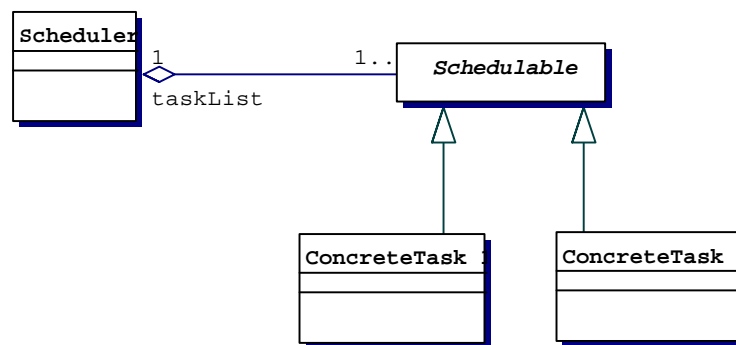 Scheduler
1
1..
Schedulable
taskList
ConcreteTask
ConcreteTask